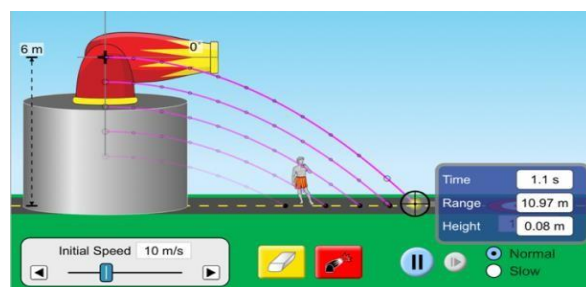 0°
6 m
Time 1.1 s
Range 10.97 m
Height 0.08 m
Initial Speed 10 m/s
Normal
Slow